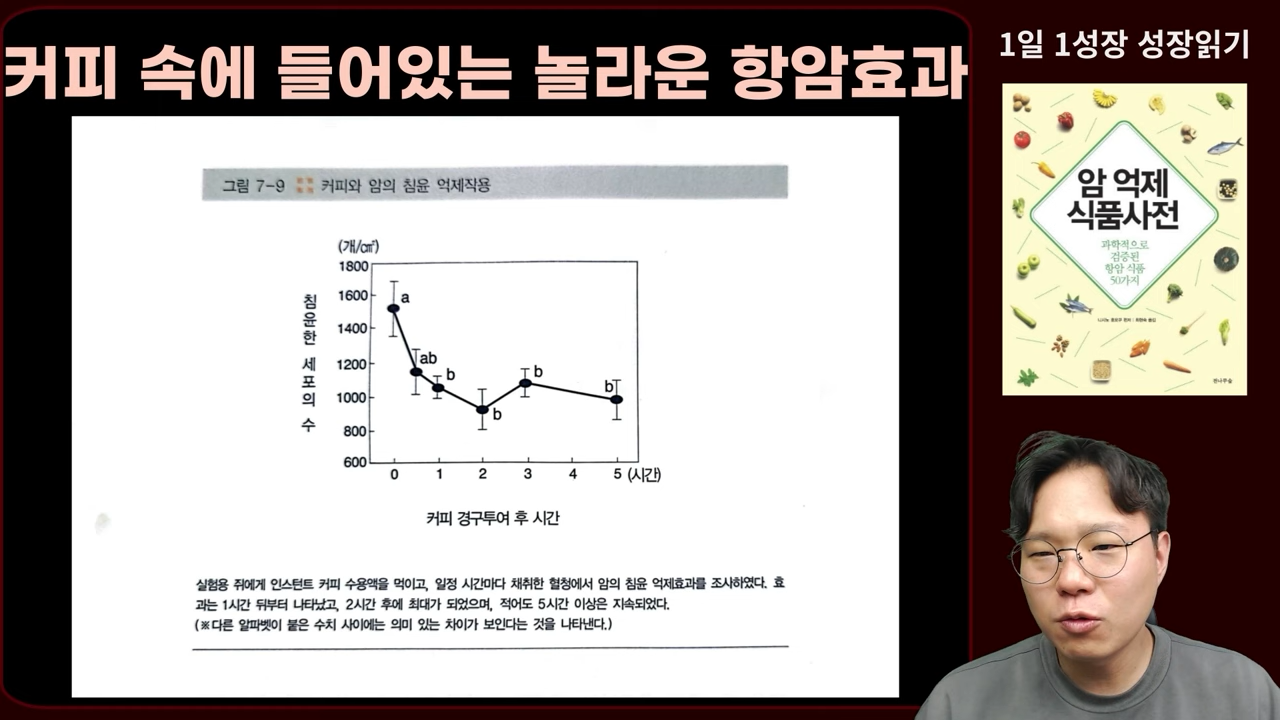 커피 속에 들어있는 놀라운 항암효과
1일 1성장 성장읽기
그림 7-9 커피와 암의 침윤 억제작용
(개/㎠)
1800
1600
1400
1200
1000
800
600
침윤한 세포의 수
a
ab
b
b
b
b
0 1 2 3 4 5 (시간)
커피 경구투여 후 시간
실험용 쥐에게 인스턴트 커피 수용액을 먹이고, 일정 시간마다 채취한 혈청에서 암의 침윤 억제효과를 조사하였다. 효
과는 1시간 뒤부터 나타났고, 2시간 후에 최대가 되었으며, 적어도 5시간 이상은 지속되었다.
(※다른 알파벳이 붙은 수치 사이에는 의미 있는 차이가 보인다는 것을 나타낸다.)
암 억제
식품사전
과학적으로
검증된
항암 식품
50가지
전나무숲